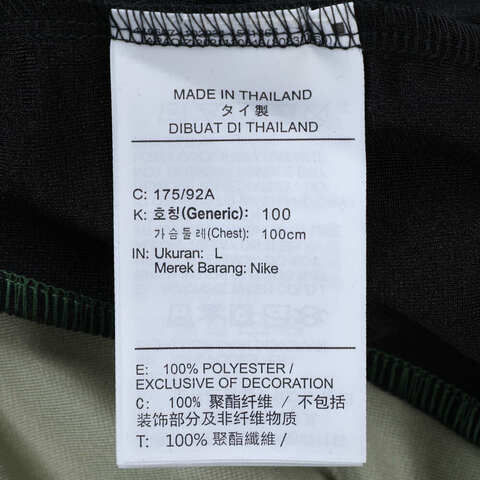 MADE IN THAILAND
タイ製
DIBUAT DI THAILAND
C: 175/92A
K: 호칭(Generic): 100
가슴둘레(Chest): 100cm
IN: Ukuran: L
Merek Barang: Nike
E: 100% POLYESTER /
EXCLUSIVE OF DECORATION
C: 100% 聚酯纤维 / 不包括
装饰部分及非纤维物质
T: 100% 聚酯纖維 /